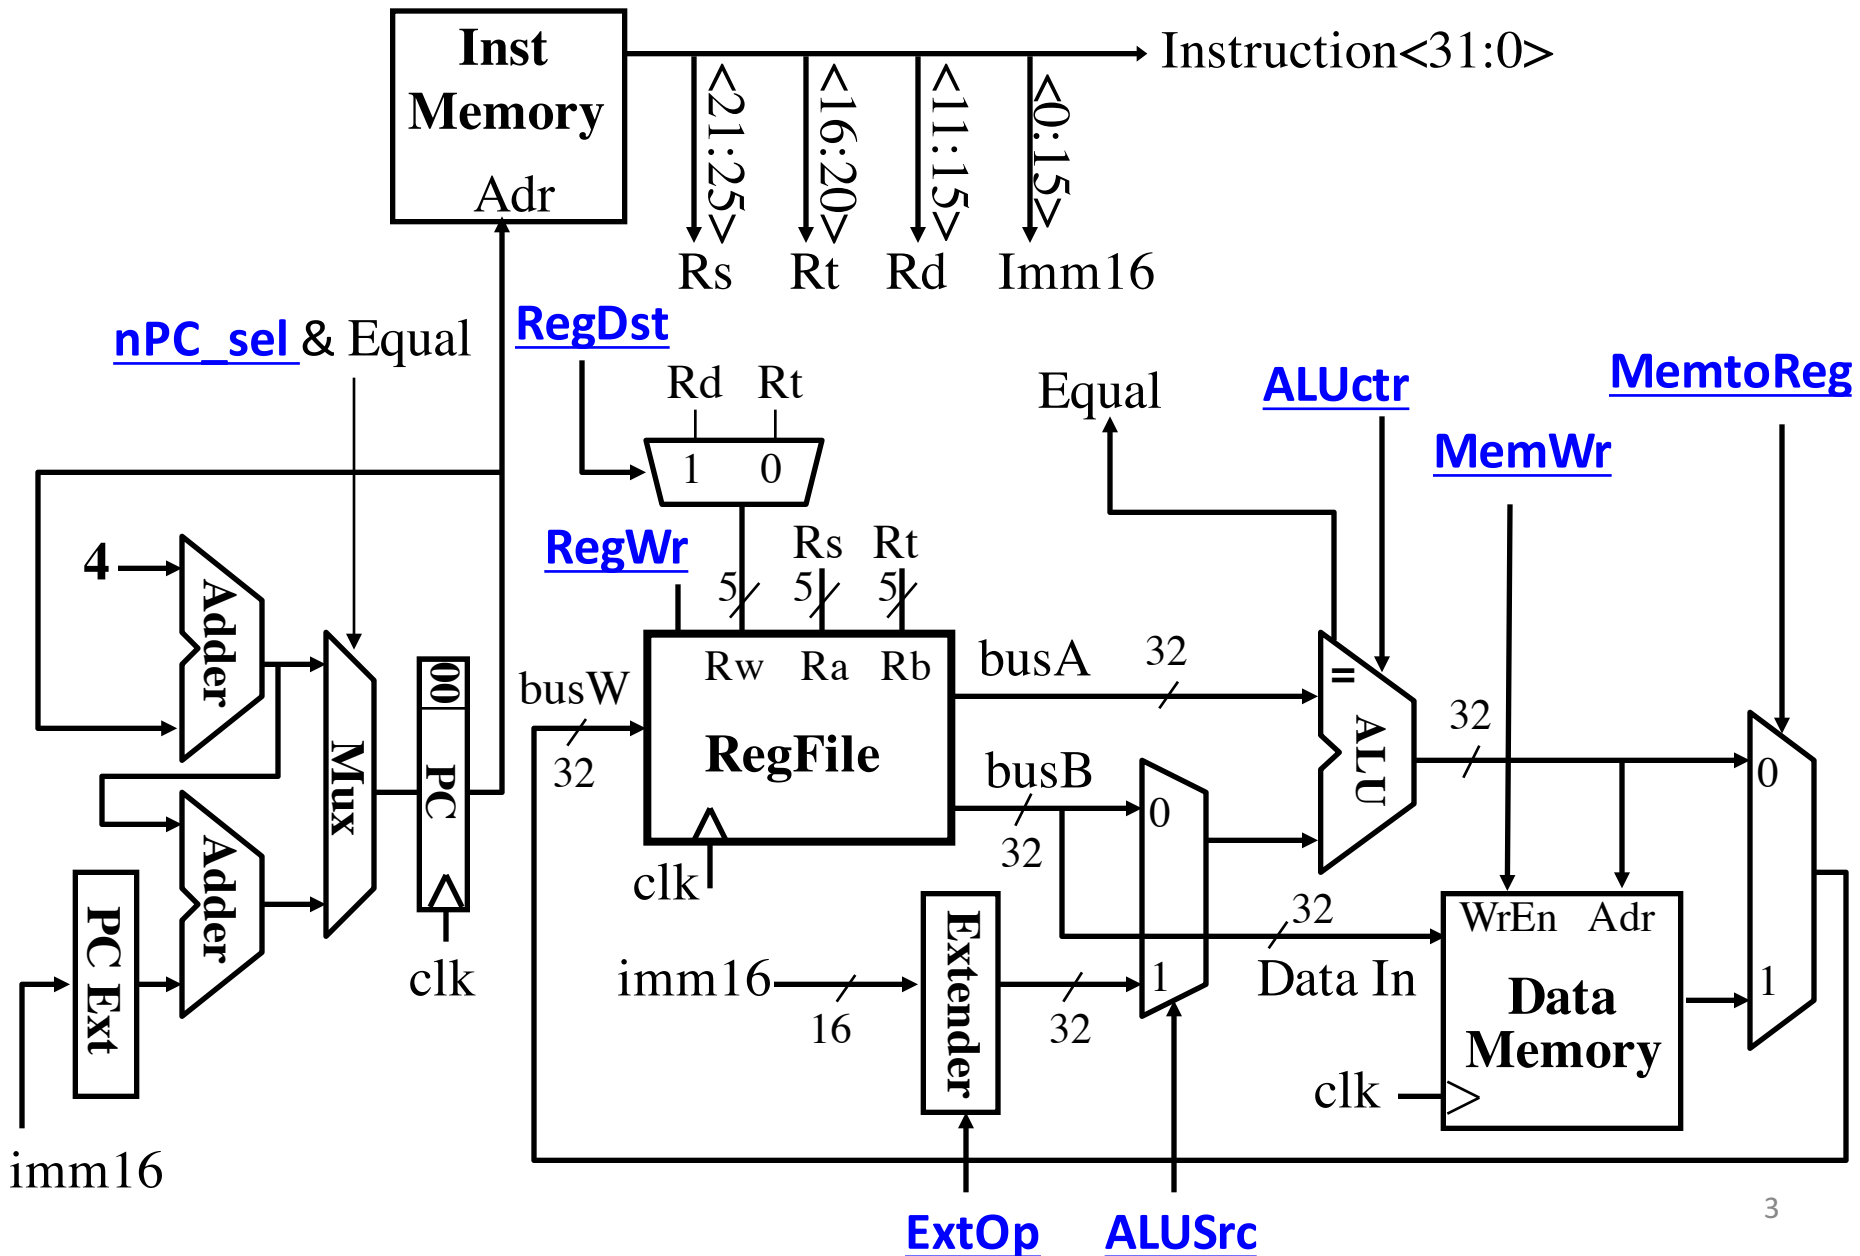 Inst
Memory
Adr
Instruction<31:0>
<21:25>
<16:20>
<11:15>
<0:15>
Rs
Rt
Rd
Imm16
nPC_sel & Equal
RegDst
Rd
Rt
1
0
Equal
ALUctr
MemtoReg
MemWr
RegWr
Rs
Rt
5
5
5
4
Adder
Mux
00
PC
clk
Adder
PC Ext
imm16
busW
32
Rw
Ra
Rb
RegFile
clk
busA
32
busB
32
0
1
imm16
16
Extender
32
ExtOp
ALUSrc
=
ALU
32
32
Data In
WrEn
Adr
Data
Memory
clk
0
1
3